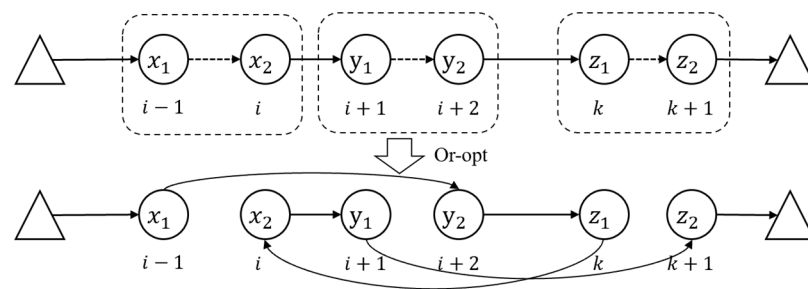 x₁ x₂ y₁ y₂ z₁ z₂
i − 1 i i + 1 i + 2 k k + 1
Or-opt
x₁ x₂ y₁ y₂ z₁ z₂
i − 1 i i + 1 i + 2 k k + 1